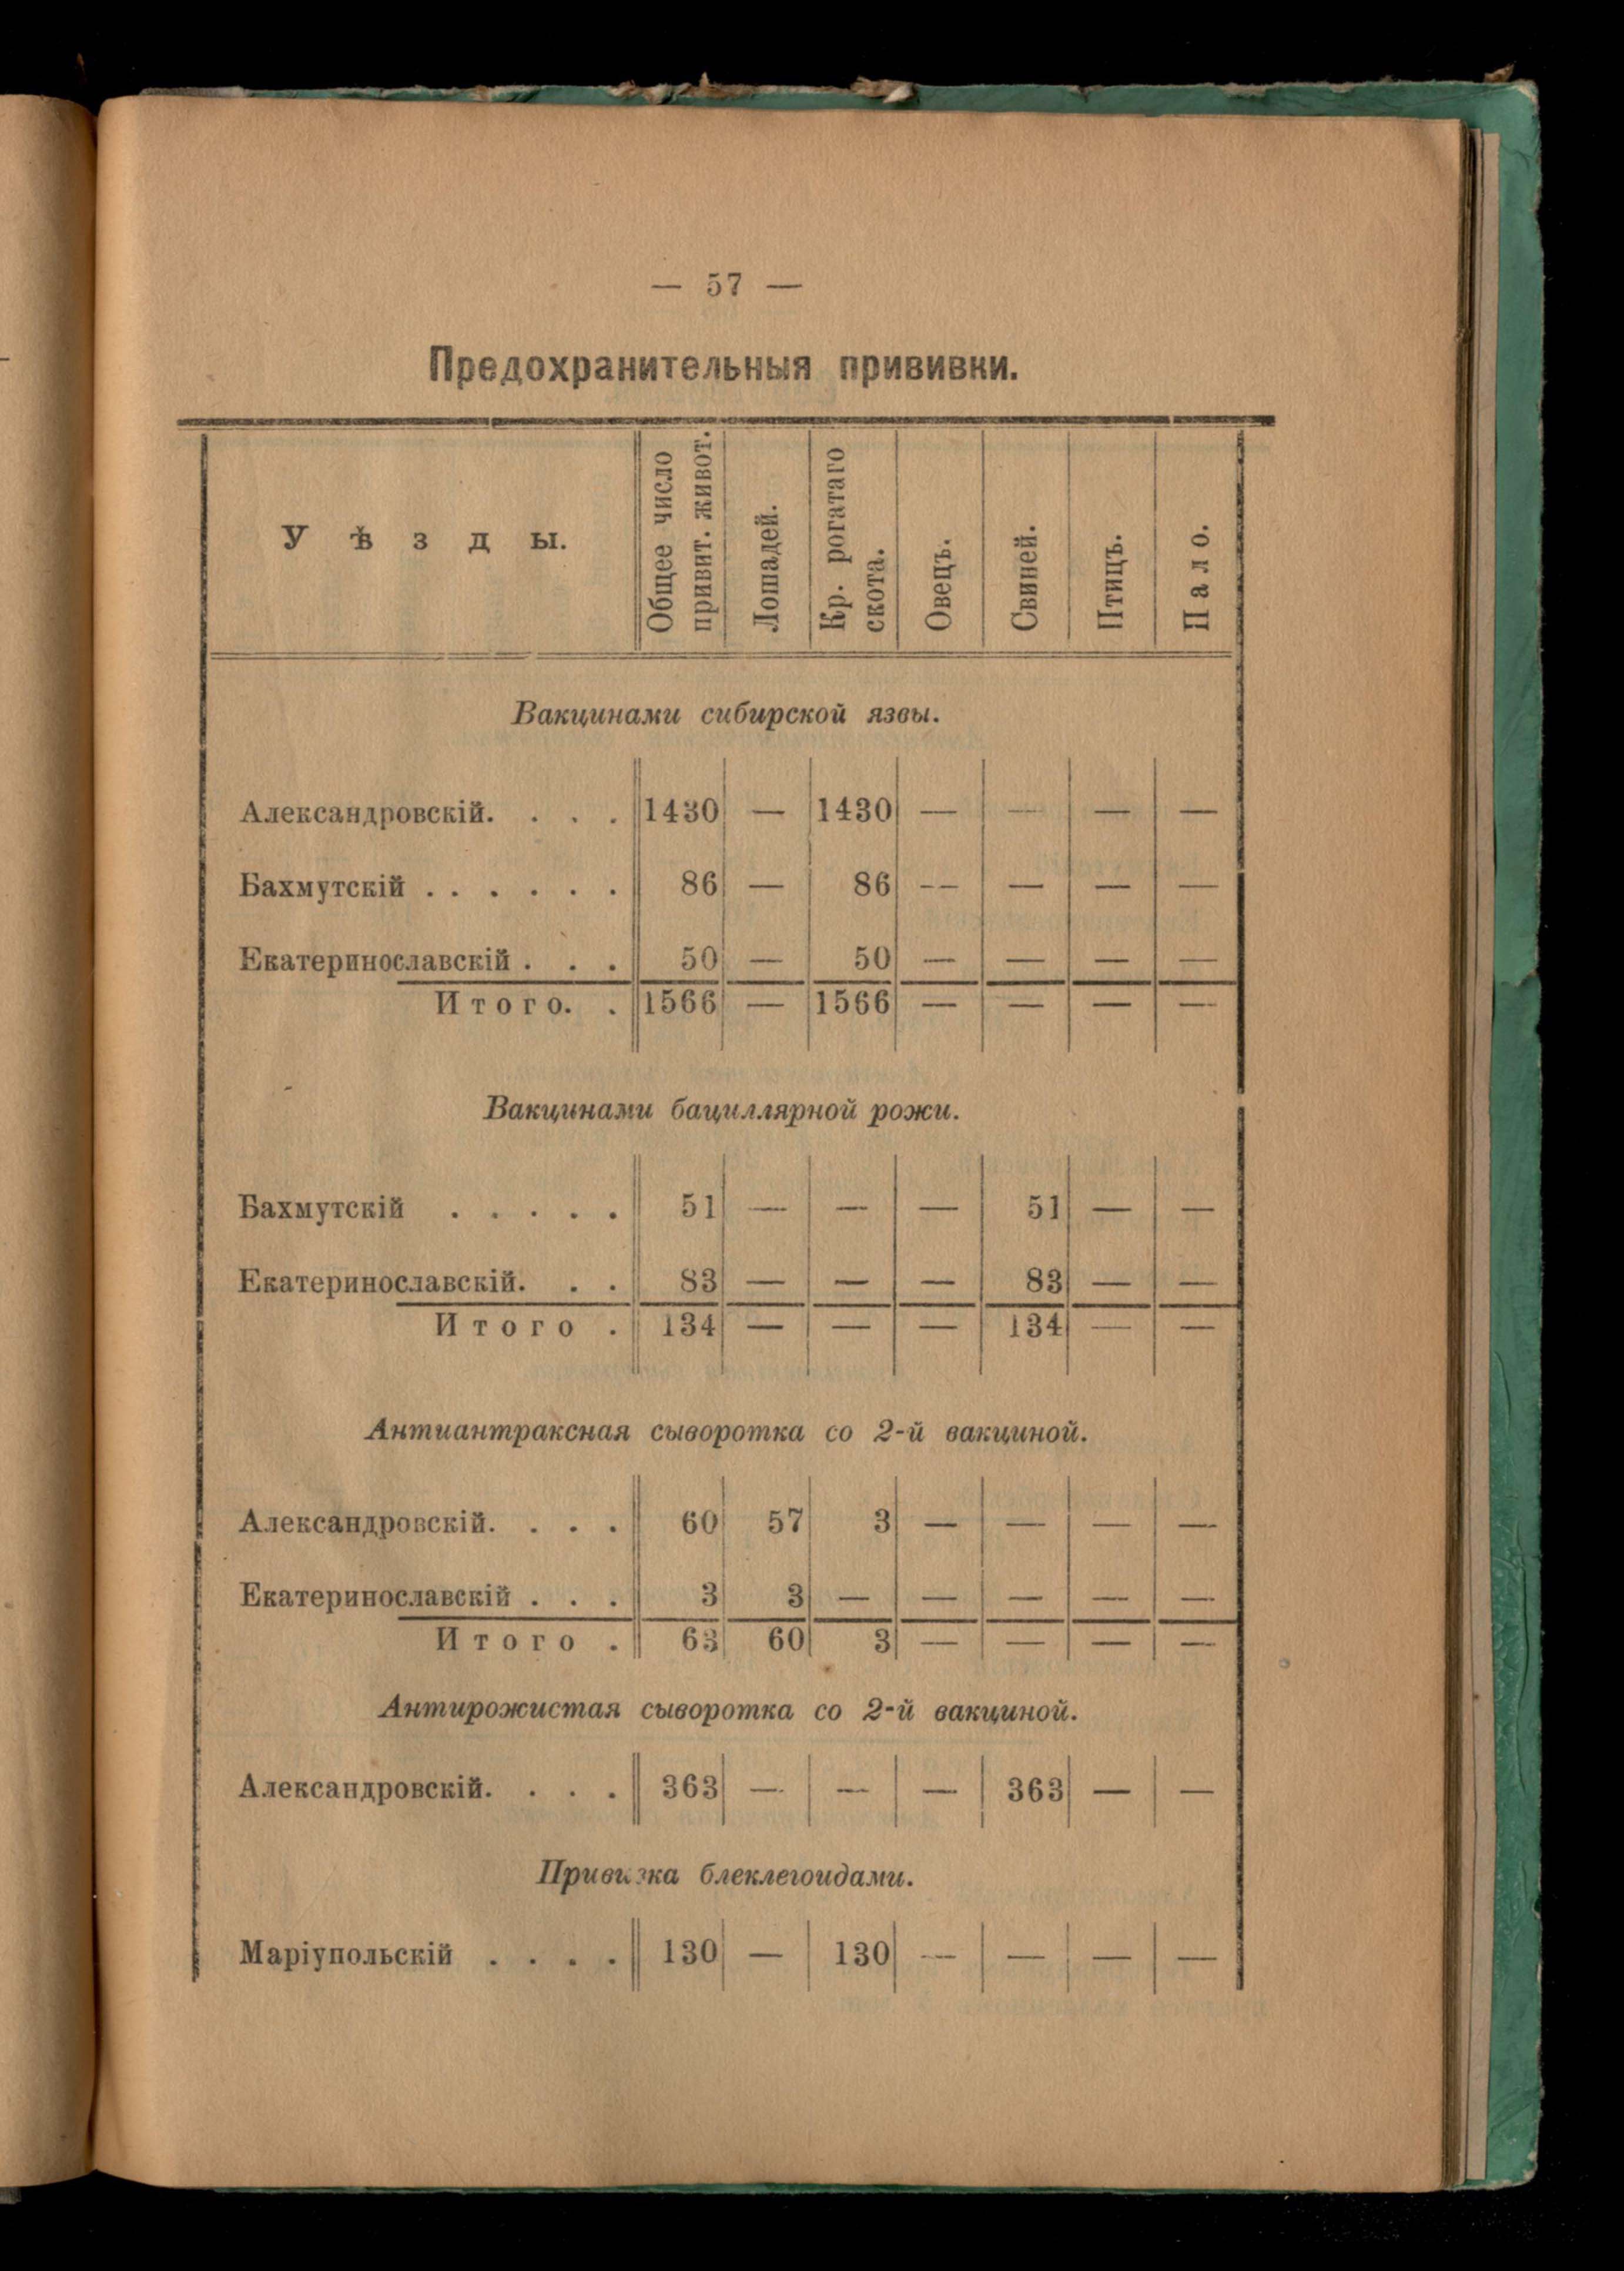 — 57 —
Предохранительныя прививки.
Уѣзды.
Общее число
привит. живот.
Лошадей.
Кр. рогатаго
скота.
Овецъ.
Свиней.
Птицъ.
Пало.
Вакцинами сибирской язвы.
Александровскій. . . . 1430 — 1430 — — — —
Бахмутскій . . . . . . 86 — 86 — — — —
Екатеринославскій . . . 50 — 50 — — — —
Итого. . 1566 — 1566 — — — —
Вакцинами бациллярной рожи.
Бахмутскій . . . . . 51 — — — 51 — —
Екатеринославскій. . . 83 — — — 83 — —
Итого . 134 — — — 134 — —
Антиантраксная сыворотка со 2-й вакциной.
Александровскій. . . . 60 57 3 — — — —
Екатеринославскій . . . 3 3 — — — — —
Итого . 63 60 3 — — — —
Антирожистая сыворотка со 2-й вакциной.
Александровскій. . . . 363 — — — 363 — —
Прививка блеклегоидами.
Маріупольскій . . . . 130 — 130 — — — —